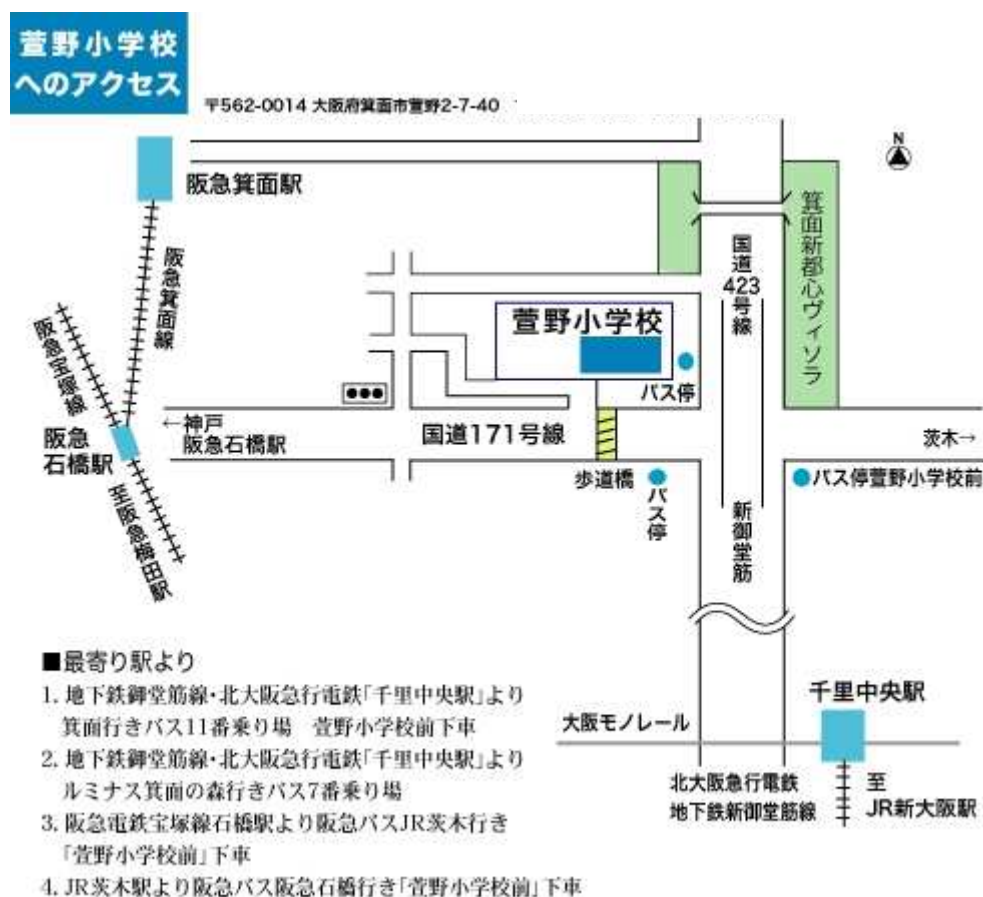 萱野小学校
へのアクセス
〒562-0014 大阪府箕面市萱野2-7-40
N
阪急箕面駅
阪急箕面線
箕面新都心ヴィソラ
国道423号線
萱野小学校
バス停
阪急宝塚線
阪急
石橋駅
←神戸
阪急石橋駅
国道171号線
茨木→
歩道橋
バス停
バス停萱野小学校前
新御堂筋
至阪急梅田駅
■最寄り駅より
1. 地下鉄御堂筋線・北大阪急行電鉄「千里中央駅」より
箕面行きバス11番乗り場 萱野小学校前下車
2. 地下鉄御堂筋線・北大阪急行電鉄「千里中央駅」より
ルミナス箕面の森行きバス7番乗り場
3. 阪急電鉄宝塚線石橋駅より阪急バスJR茨木行き
「萱野小学校前」下車
4. JR茨木駅より阪急バス阪急石橋行き「萱野小学校前」下車
千里中央駅
大阪モノレール
北大阪急行電鉄
地下鉄新御堂筋線
至
JR新大阪駅